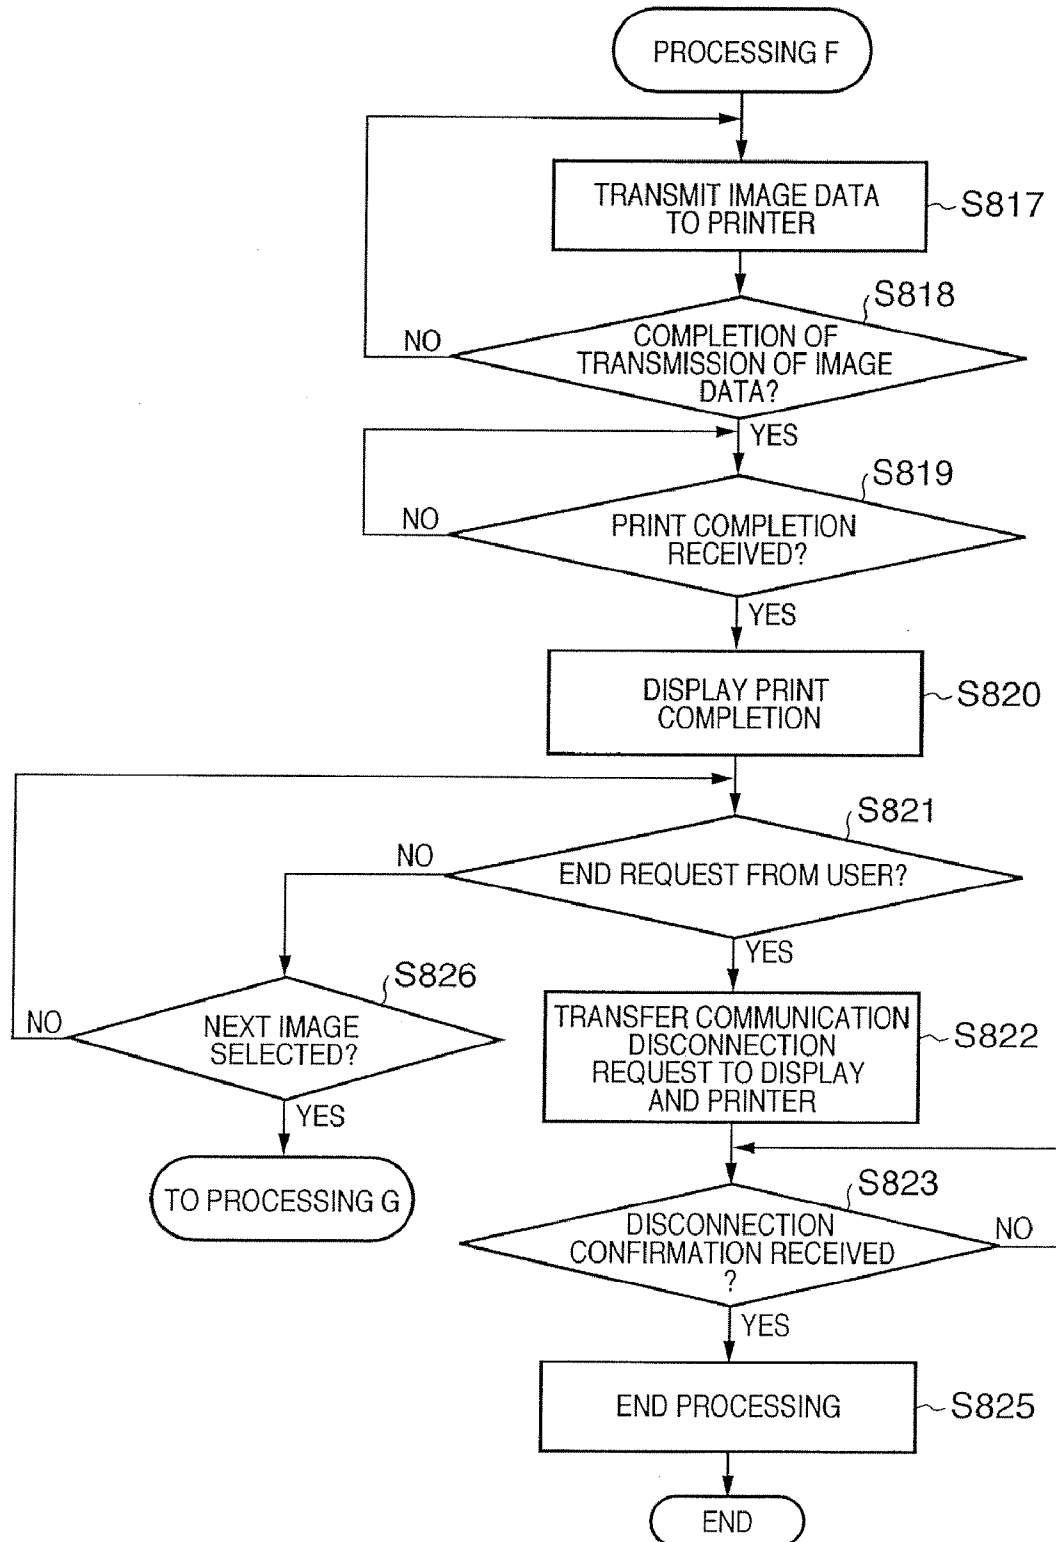 PROCESSING F
TRANSMIT IMAGE DATA
TO PRINTER
S817
S818
COMPLETION OF
TRANSMISSION OF IMAGE
DATA?
NO
YES
S819
PRINT COMPLETION
RECEIVED?
NO
YES
DISPLAY PRINT
COMPLETION
S820
S821
END REQUEST FROM USER?
NO
YES
S826
NEXT IMAGE
SELECTED?
NO
YES
TO PROCESSING G
TRANSFER COMMUNICATION
DISCONNECTION
REQUEST TO DISPLAY
AND PRINTER
S822
S823
DISCONNECTION
CONFIRMATION RECEIVED
?
NO
YES
END PROCESSING
S825
END